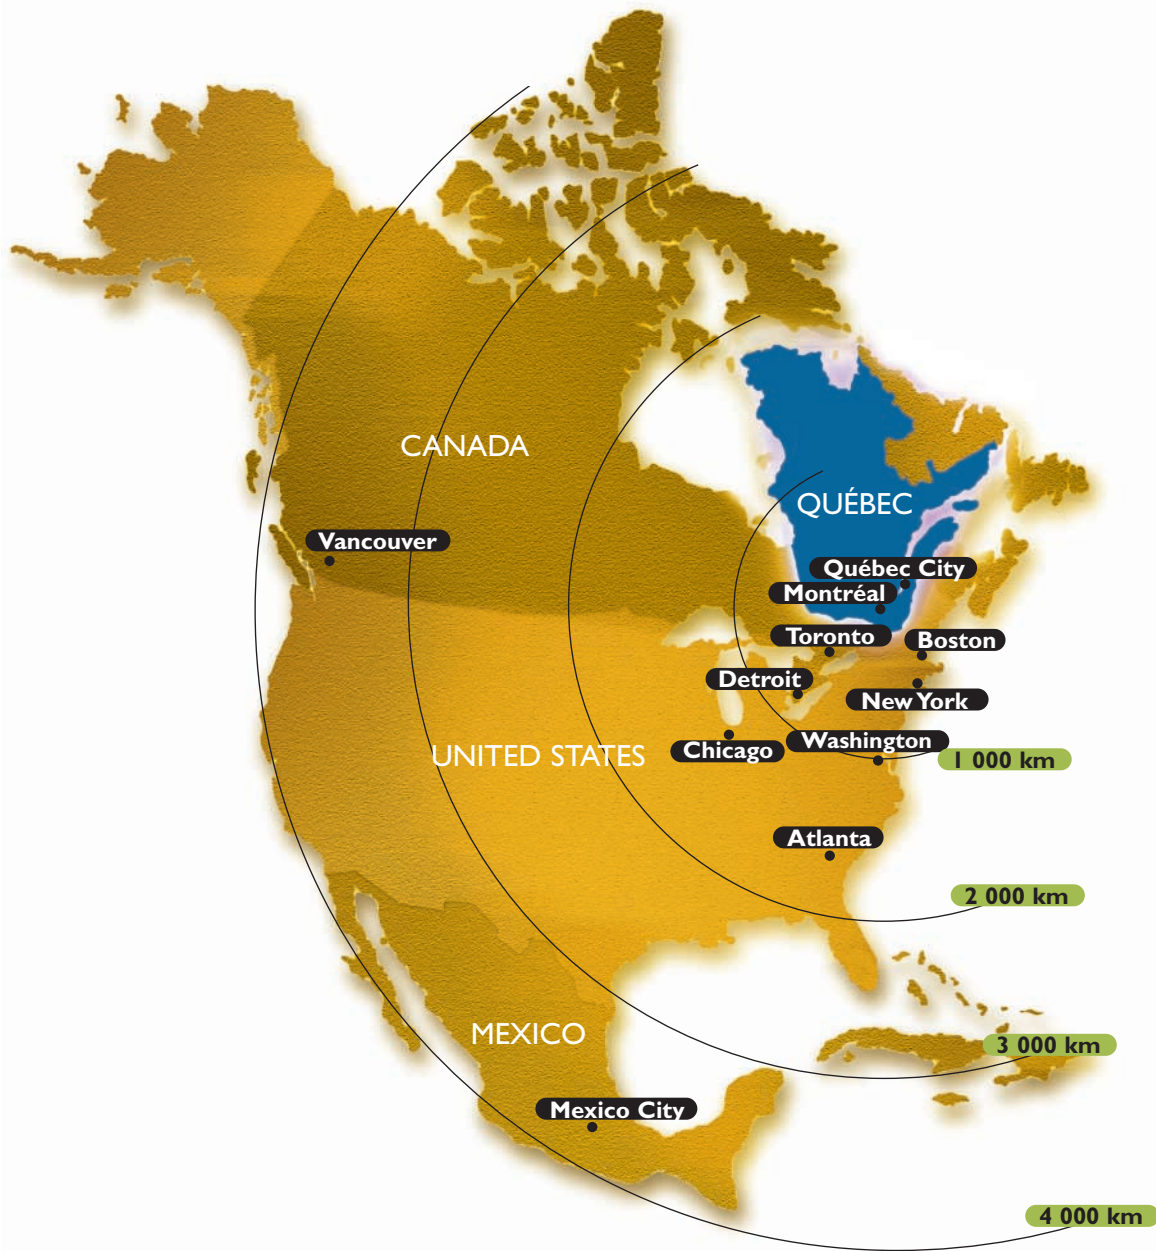 CANADA
QUÉBEC
Vancouver
Québec City
Montréal
Toronto
Boston
Detroit
New York
Washington
Chicago
UNITED STATES
1 000 km
Atlanta
2 000 km
MEXICO
3 000 km
Mexico City
4 000 km